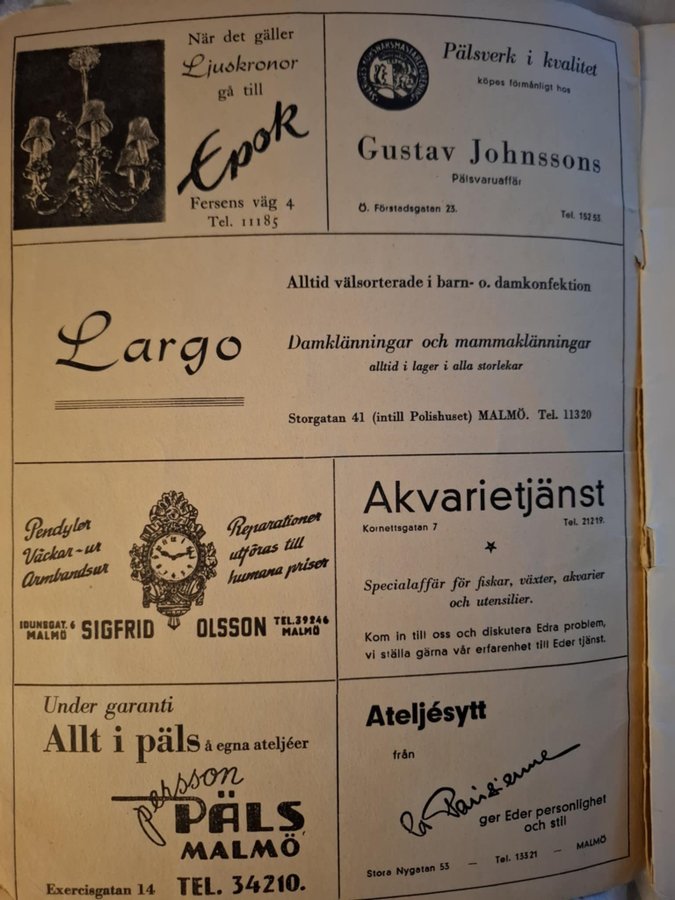 När det gäller
Ljuskronor
gå till
Epok
Fersens väg 4
Tel. 11185
Pälsverk i kvalitet
köpes förmånligt hos
Gustav Johnssons
Pälsvaruaffär
Ö. Förstadsgatan 23.
Tel. 152 53
Largo
Alltid välsorterade i barn- o. damkonfektion
Damklänningar och mammaklänningar
alltid i lager i alla storlekar
Storgatan 41 (intill Polishuset) MALMÖ. Tel. 11320
Pendyler
Väckar-ur
Armbandsur
Reparationer
utföras till
humana priser
IDUNSGAT. 6
MALMÖ
SIGFRID OLSSON
TEL. 39246
MALMÖ
Akvarietjänst
Kornettsgatan 7 Tel. 21219.
Specialaffär för fiskar, växter, akvarier
och utensilier.
Kom in till oss och diskutera Edra problem,
vi ställa gärna vår erfarenhet till Eder tjänst.
Under garanti
Allt i päls å egna ateljéer
persson
PÄLS
MALMÖ
Exercisgatan 14 TEL. 34210.
Ateljésytt
från
La Parisienne
ger Eder personlighet
och stil
Stora Nygatan 53 — Tel. 13321 — MALMÖ